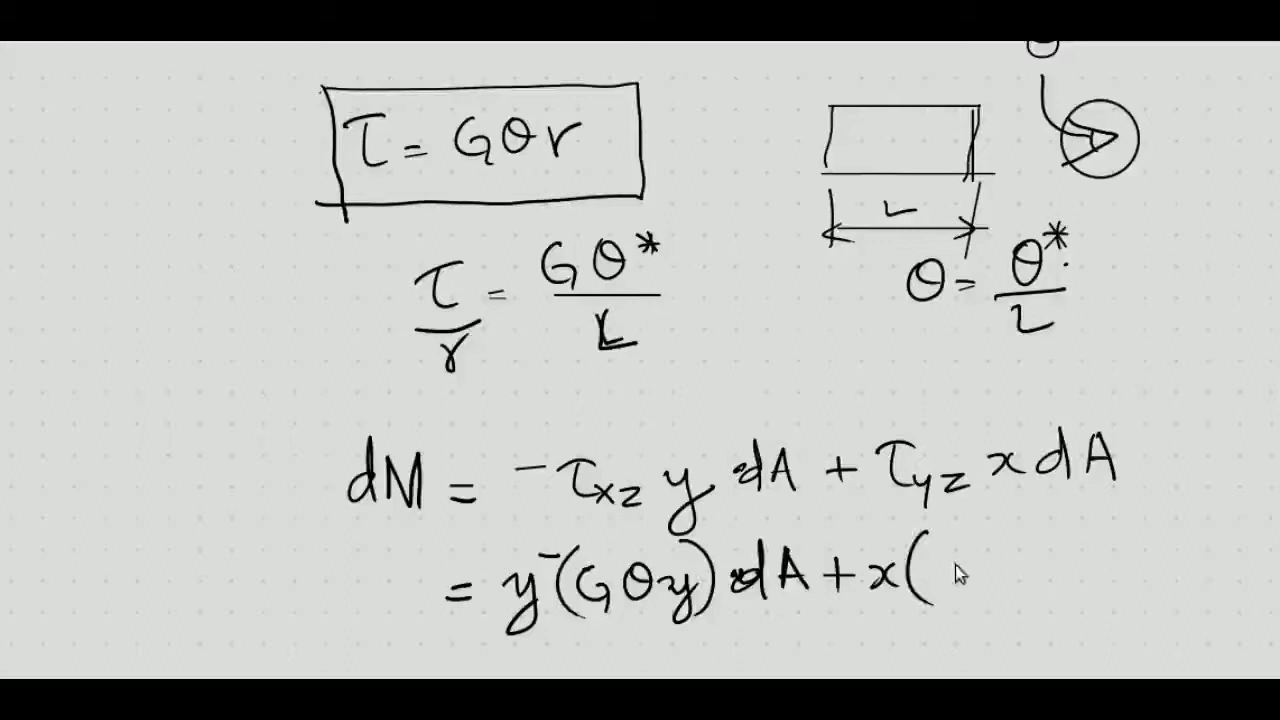 θ
τ = Gθr
L
τ/r = Gθ*/L
θ = θ*/L
dM = -τxz y dA + τyz x dA
= y⁻(Gθy) dA + x(